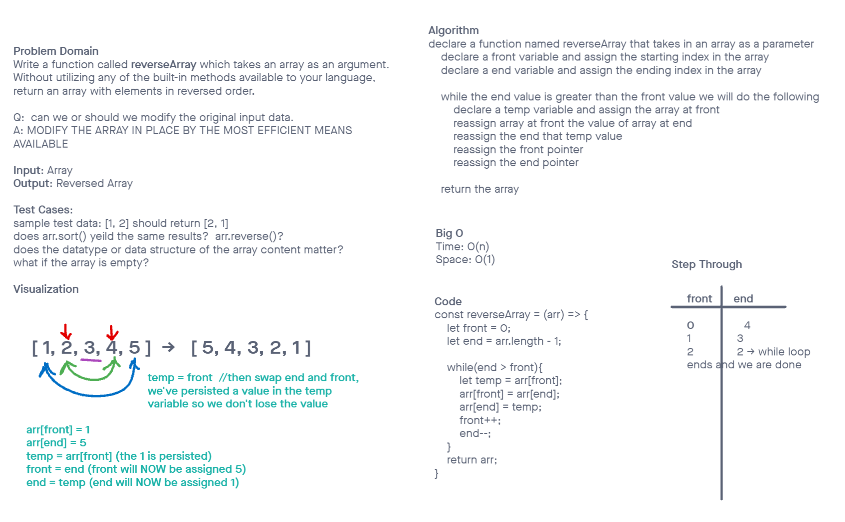 Problem Domain
Write a function called reverseArray which takes an array as an argument.
Without utilizing any of the built-in methods available to your language,
return an array with elements in reversed order.
Q: can we or should we modify the original input data.
A: MODIFY THE ARRAY IN PLACE BY THE MOST EFFICIENT MEANS
AVAILABLE
Input: Array
Output: Reversed Array
Test Cases:
sample test data: [1, 2] should return [2, 1]
does arr.sort() yeild the same results? arr.reverse()?
does the datatype or data structure of the array content matter?
what if the array is empty?
Visualization
[ 1, 2, 3, 4, 5 ] → [ 5, 4, 3, 2, 1 ]
temp = front //then swap end and front,
we've persisted a value in the temp
variable so we don't lose the value
arr[front] = 1
arr[end] = 5
temp = arr[front] (the 1 is persisted)
front = end (front will NOW be assigned 5)
end = temp (end will NOW be assigned 1)
Algorithm
declare a function named reverseArray that takes in an array as a parameter
declare a front variable and assign the starting index in the array
declare a end variable and assign the ending index in the array
while the end value is greater than the front value we will do the following
declare a temp variable and assign the array at front
reassign array at front the value of array at end
reassign the end that temp value
reassign the front pointer
reassign the end pointer
return the array
Big O
Time: O(n)
Space: O(1)
Code
const reverseArray = (arr) => {
let front = 0;
let end = arr.length - 1;
while(end > front){
let temp = arr[front];
arr[front] = arr[end];
arr[end] = temp;
front++;
end--;
}
return arr;
}
Step Through
front end
0 4
1 3
2 2 → while loop
ends and we are done